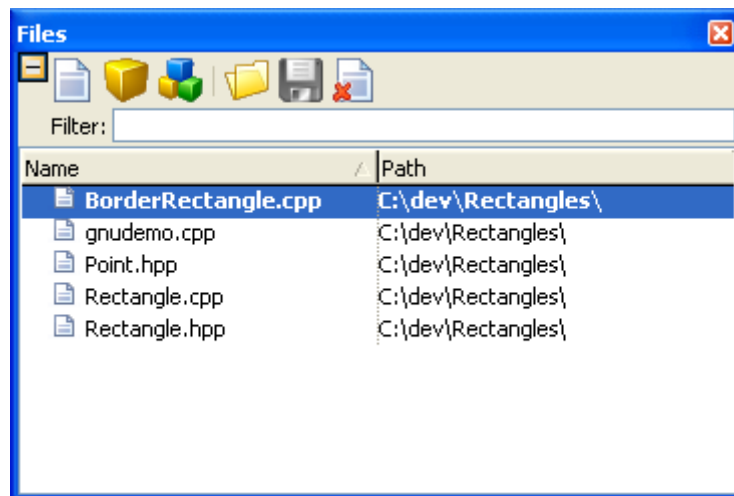 Files
Filter:
Name Path
BorderRectangle.cpp C:\dev\Rectangles\
gnudemo.cpp C:\dev\Rectangles\
Point.hpp C:\dev\Rectangles\
Rectangle.cpp C:\dev\Rectangles\
Rectangle.hpp C:\dev\Rectangles\